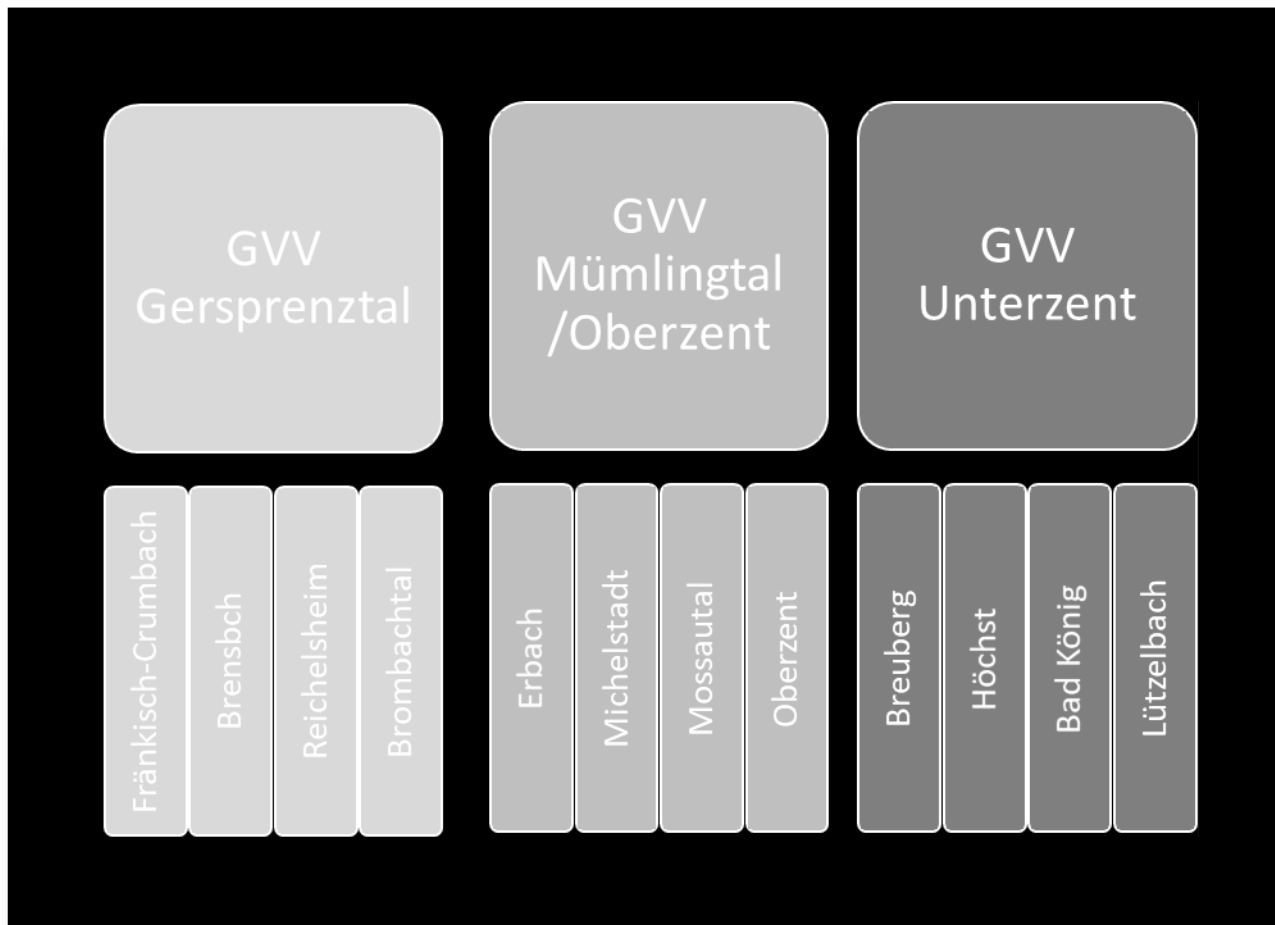 GVV
Gersprenztal
GVV
Mümlingtal
/Oberzent
GVV
Unterzent
Fränkisch-Crumbach
Brensbch
Reichelsheim
Brombachtal
Erbach
Michelstadt
Mossautal
Oberzent
Breuberg
Höchst
Bad König
Lützelbach